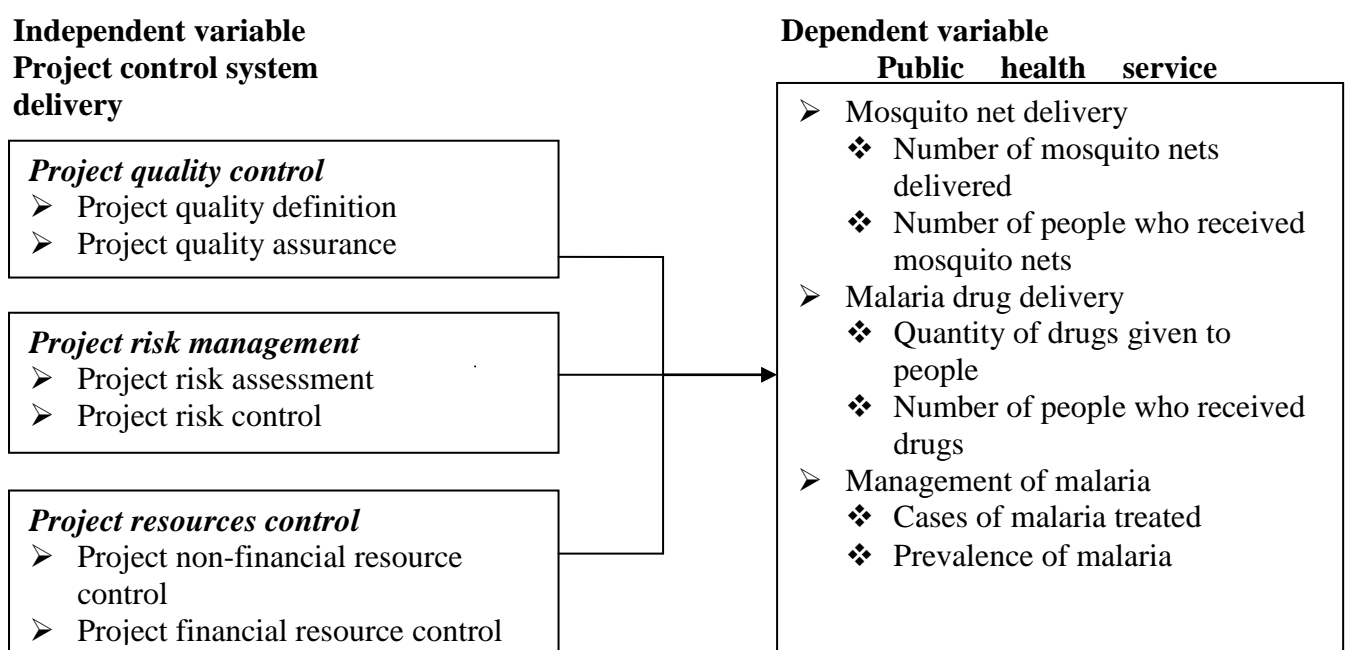 Independent variable
Project control system
delivery
Project quality control
➢ Project quality definition
➢ Project quality assurance
Project risk management
➢ Project risk assessment
➢ Project risk control
Project resources control
➢ Project non-financial resource
control
➢ Project financial resource control
Dependent variable
Public health service
➢ Mosquito net delivery
❖ Number of mosquito nets
delivered
❖ Number of people who received
mosquito nets
➢ Malaria drug delivery
❖ Quantity of drugs given to
people
❖ Number of people who received
drugs
➢ Management of malaria
❖ Cases of malaria treated
❖ Prevalence of malaria